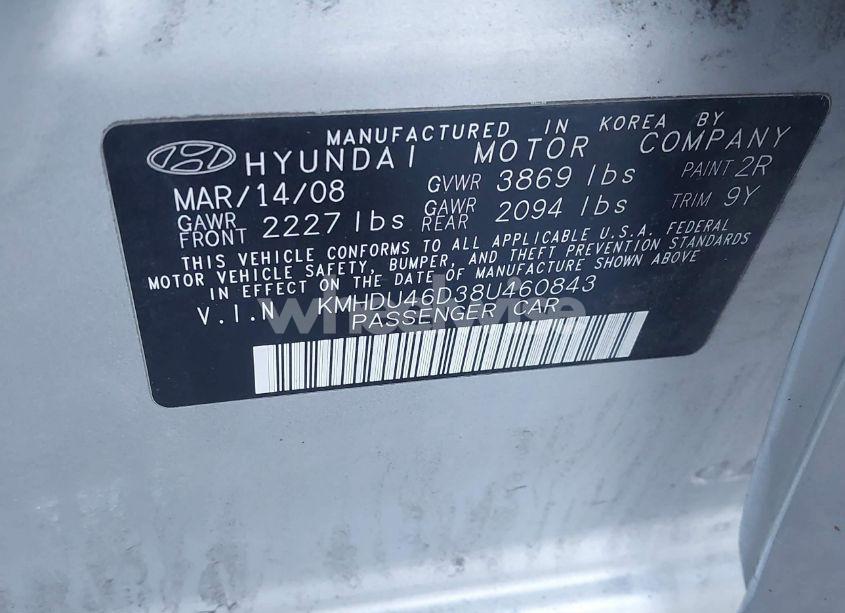 MANUFACTURED IN KOREA BY
HYUNDAI MOTOR COMPANY
MAR/14/08 GVWR 3869 lbs PAINT 2R
GAWR FRONT 2227 lbs GAWR REAR 2094 lbs TRIM 9Y
THIS VEHICLE CONFORMS TO ALL APPLICABLE U.S.A. FEDERAL
MOTOR VEHICLE SAFETY, BUMPER, AND THEFT PREVENTION STANDARDS
IN EFFECT ON THE DATE OF MANUFACTURE SHOWN ABOVE
V.I.N KMHDU46D38U460843
PASSENGER CAR